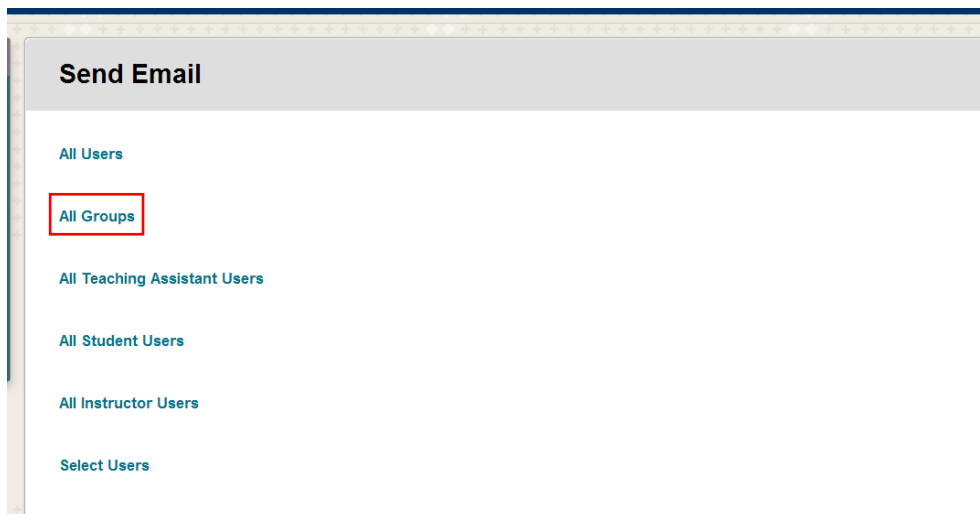 Send Email
All Users
All Groups
All Teaching Assistant Users
All Student Users
All Instructor Users
Select Users